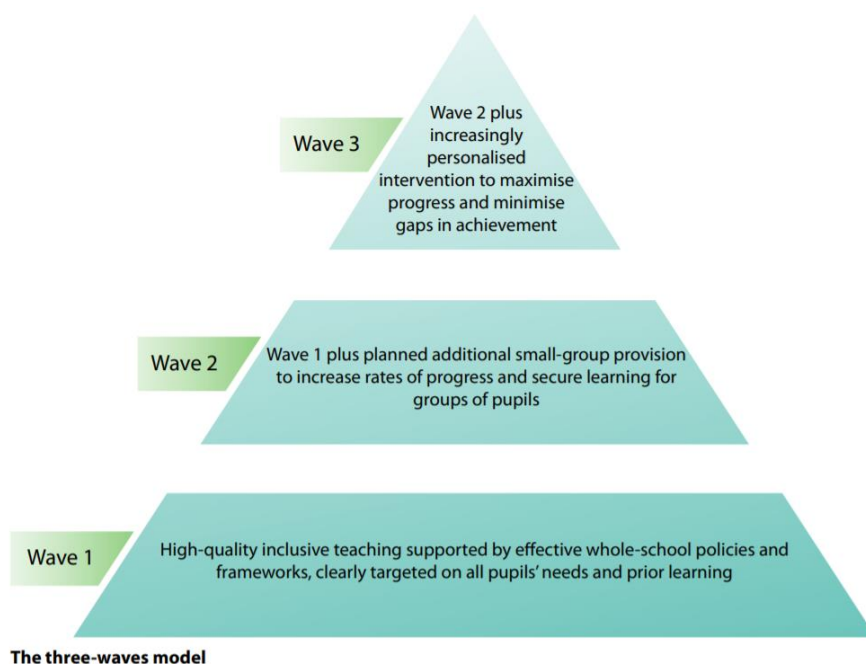 Wave 3
Wave 2 plus
increasingly
personalised
intervention to maximise
progress and minimise
gaps in achievement
Wave 2
Wave 1 plus planned additional small-group provision
to increase rates of progress and secure learning for
groups of pupils
Wave 1
High-quality inclusive teaching supported by effective whole-school policies and
frameworks, clearly targeted on all pupils’ needs and prior learning
The three-waves model